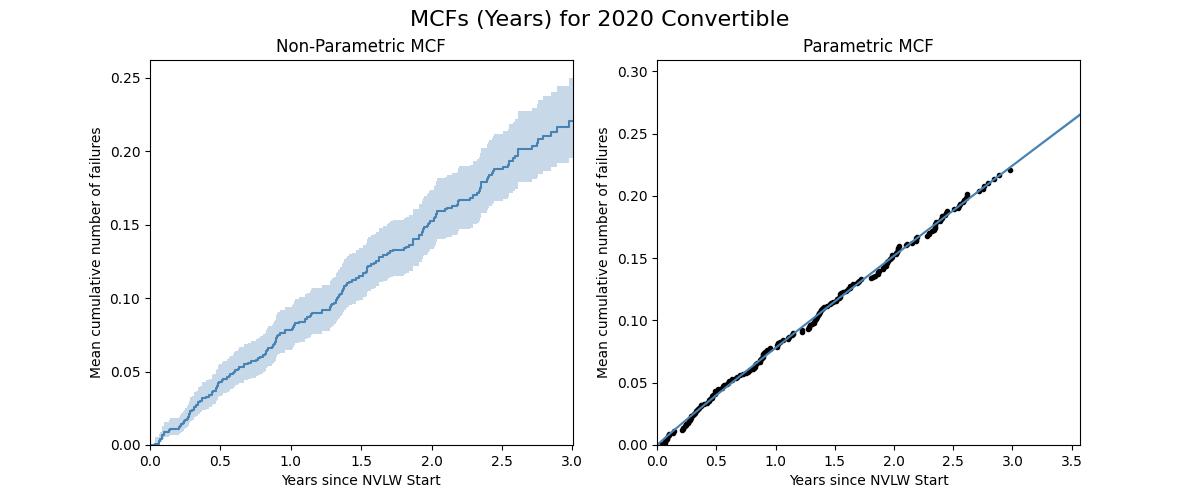 MCFs (Years) for 2020 Convertible
Non-Parametric MCF
Mean cumulative number of failures
0.25
0.20
0.15
0.10
0.05
0.00
0.0 0.5 1.0 1.5 2.0 2.5 3.0
Years since NVLW Start
Parametric MCF
Mean cumulative number of failures
0.30
0.25
0.20
0.15
0.10
0.05
0.00
0.0 0.5 1.0 1.5 2.0 2.5 3.0 3.5
Years since NVLW Start